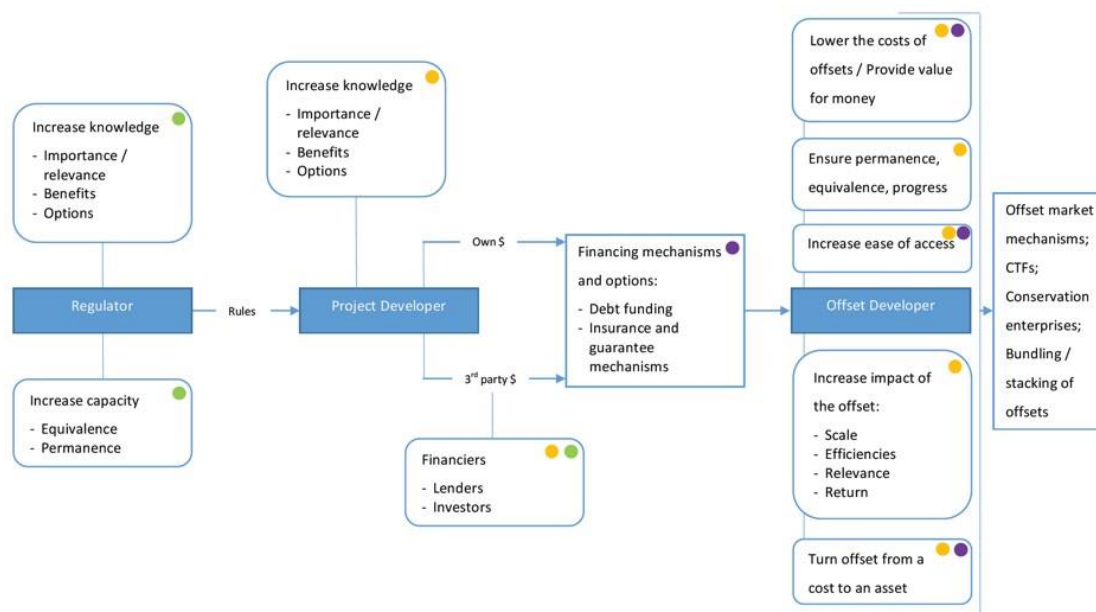 Increase knowledge
- Importance /
relevance
- Benefits
- Options
Regulator
Increase capacity
- Equivalence
- Permanence
Rules
Increase knowledge
- Importance /
relevance
- Benefits
- Options
Project Developer
Own $
3rd party $
Financiers
- Lenders
- Investors
Financing mechanisms
and options:
- Debt funding
- Insurance and
guarantee
mechanisms
Lower the costs of
offsets / Provide value
for money
Ensure permanence,
equivalence, progress
Increase ease of access
Offset Developer
Increase impact of
the offset:
- Scale
- Efficiencies
- Relevance
- Return
Turn offset from a
cost to an asset
Offset market
mechanisms;
CTFs;
Conservation
enterprises;
Bundling /
stacking of
offsets